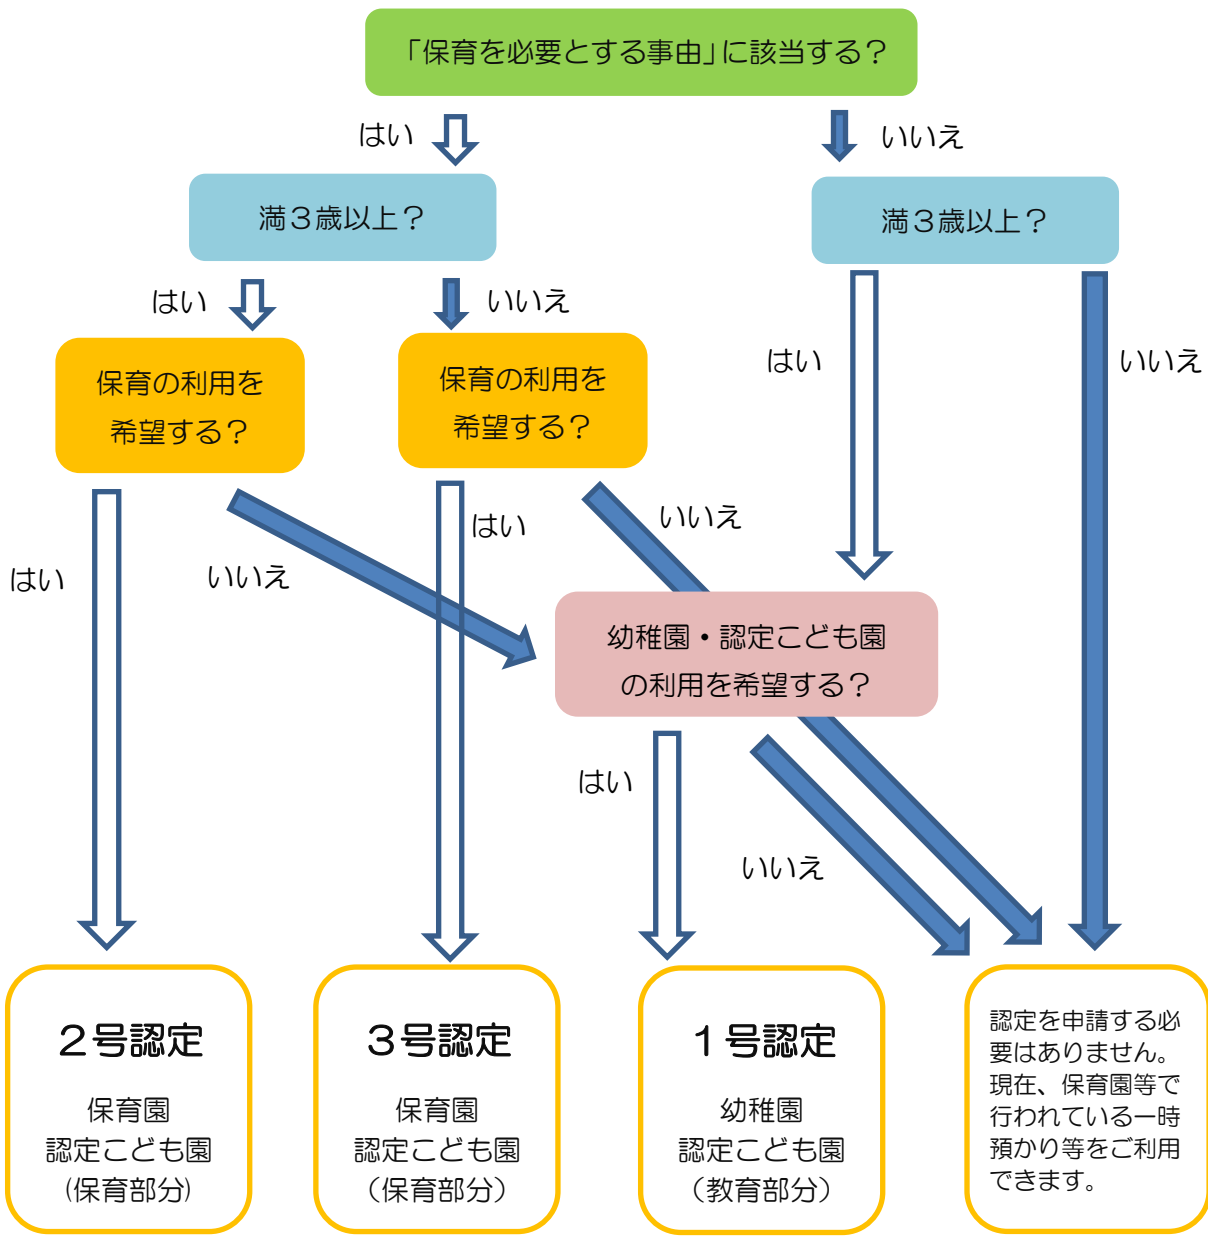 「保育を必要とする事由」に該当する？
はい
いいえ
満３歳以上？
満３歳以上？
はい
いいえ
はい
いいえ
保育の利用を
希望する？
保育の利用を
希望する？
はい
いいえ
はい
いいえ
幼稚園・認定こども園
の利用を希望する？
はい
いいえ
２号認定
保育園
認定こども園
(保育部分)
３号認定
保育園
認定こども園
（保育部分）
１号認定
幼稚園
認定こども園
（教育部分）
認定を申請する必
要はありません。
現在、保育園等で
行われている一時
預かり等をご利用
できます。